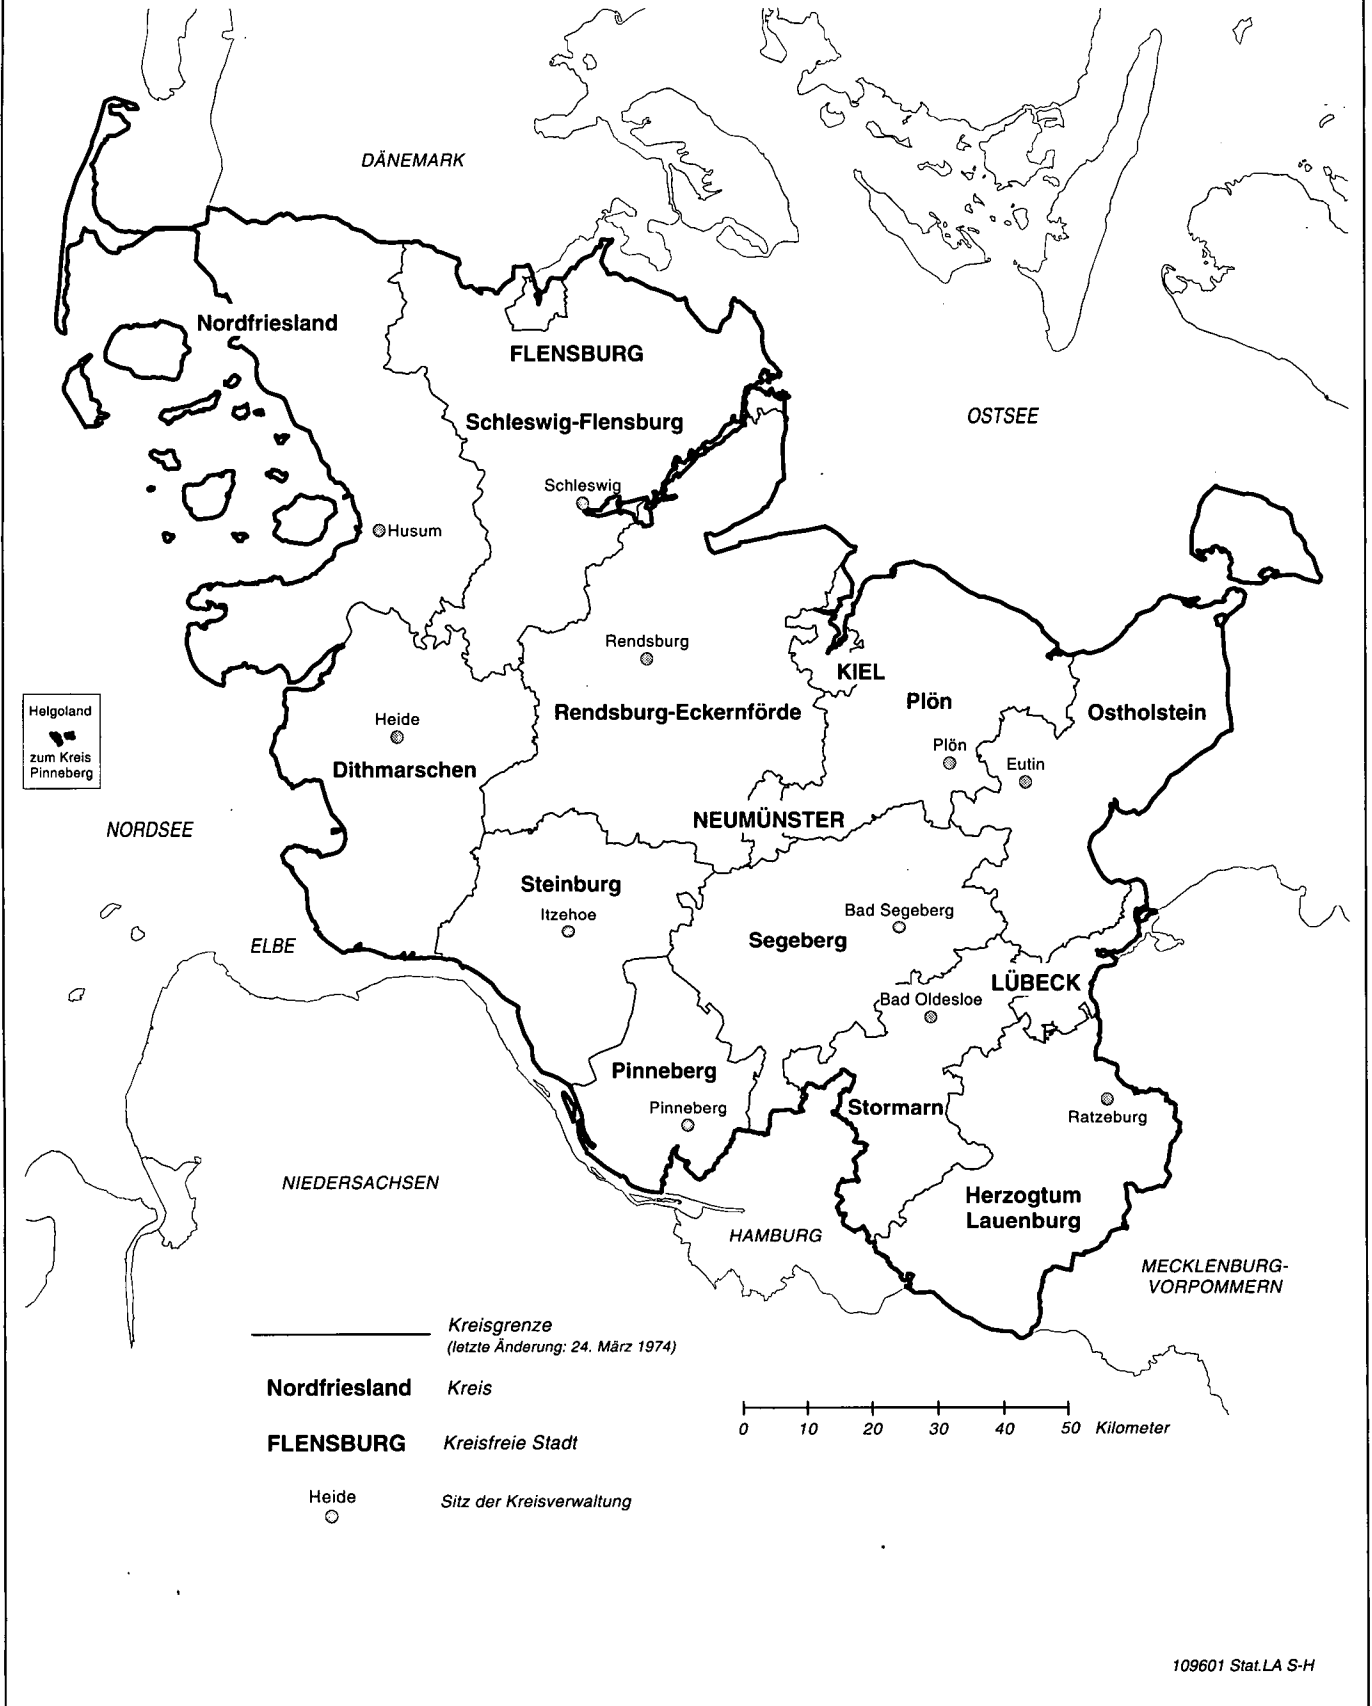 DÄNEMARK
Nordfriesland
FLENSBURG
Schleswig-Flensburg
OSTSEE
Schleswig
Husum
Rendsburg
KIEL
Helgoland
zum Kreis
Pinneberg
Heide
Dithmarschen
Rendsburg-Eckernförde
Plön
Plön
Ostholstein
Eutin
NORDSEE
NEUMÜNSTER
Steinburg
Itzehoe
Bad Segeberg
Segeberg
ELBE
LÜBECK
Bad Oldesloe
Pinneberg
Pinneberg
Stormarn
Ratzeburg
NIEDERSACHSEN
Herzogtum
Lauenburg
HAMBURG
MECKLENBURG-
VORPOMMERN
Kreisgrenze
(letzte Änderung: 24. März 1974)
Nordfriesland Kreis
FLENSBURG Kreisfreie Stadt
Heide
Sitz der Kreisverwaltung
0 10 20 30 40 50 Kilometer
109601 Stat.LA S-H